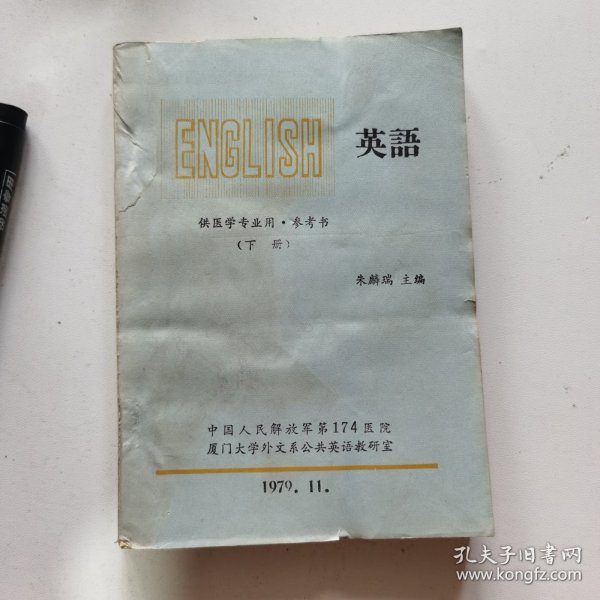 ENGLISH 英語
供医学专业用·参考书
（下 册）
朱麟瑞 主编
中国人民解放军第174医院
厦门大学外文系公共英语教研室
1979.11.
孔夫子旧书网
www.kongfz.com